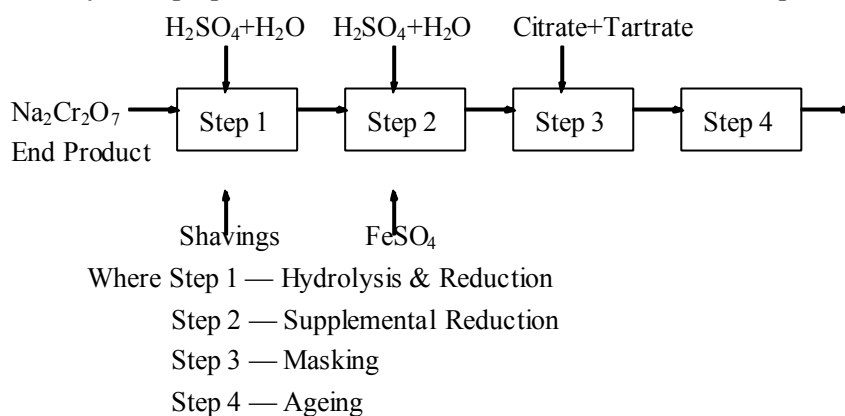 H₂SO₄+H₂O H₂SO₄+H₂O Citrate+Tartrate
Na₂Cr₂O₇ Step 1 Step 2 Step 3 Step 4
End Product
Shavings FeSO₄
Where Step 1 — Hydrolysis & Reduction
Step 2 — Supplemental Reduction
Step 3 — Masking
Step 4 — Ageing